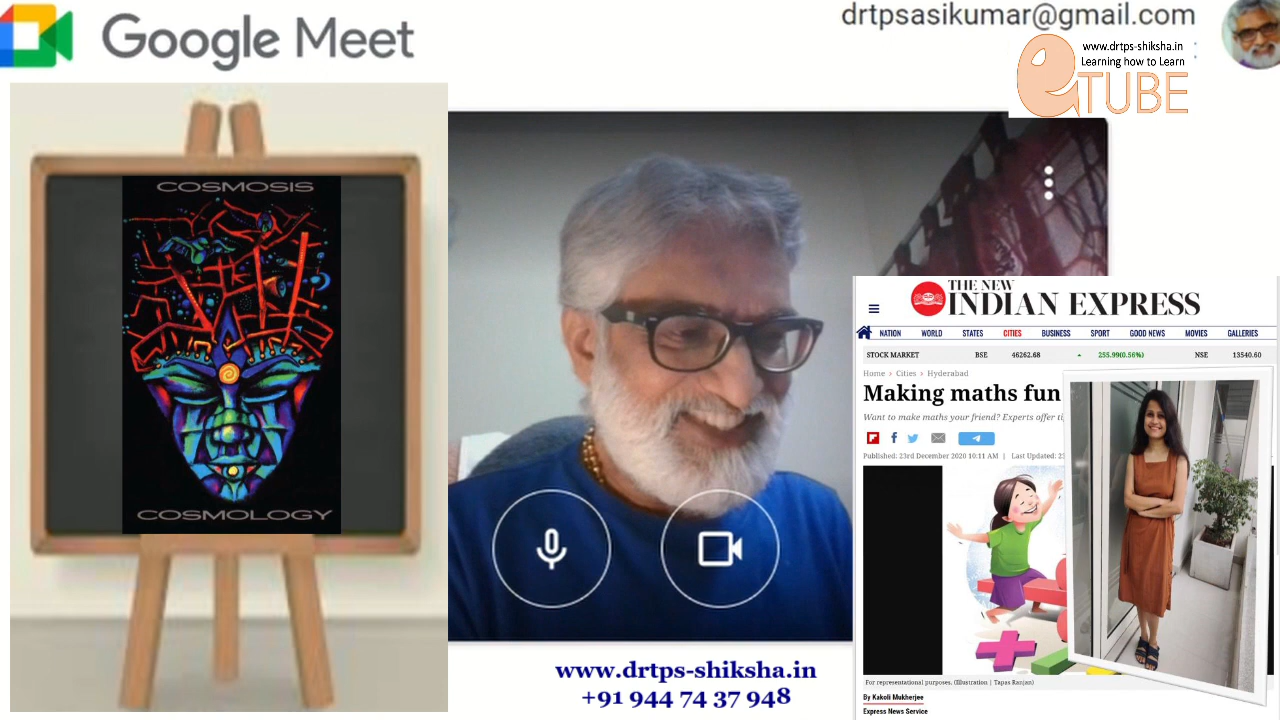 Google Meet
drtpsasikumar@gmail.com
www.drtps-shiksha.in
Learning how to Learn
eTUBE
COSMOSIS
COSMOLOGY
THE NEW
INDIAN EXPRESS
NATION WORLD STATES CITIES BUSINESS SPORT GOOD NEWS MOVIES GALLERIES
STOCK MARKET BSE 46262.68 255.99(0.56%) NSE 13540.60
Home > Cities > Hyderabad
Making maths fun
Want to make maths your friend? Experts offer
Published: 23rd December 2020 10:11 AM | Last Updated:
For representational purposes. (Illustration | Tapas Ranjan)
By Kakoli Mukherjee
Express News Service
www.drtps-shiksha.in
+91 944 74 37 948